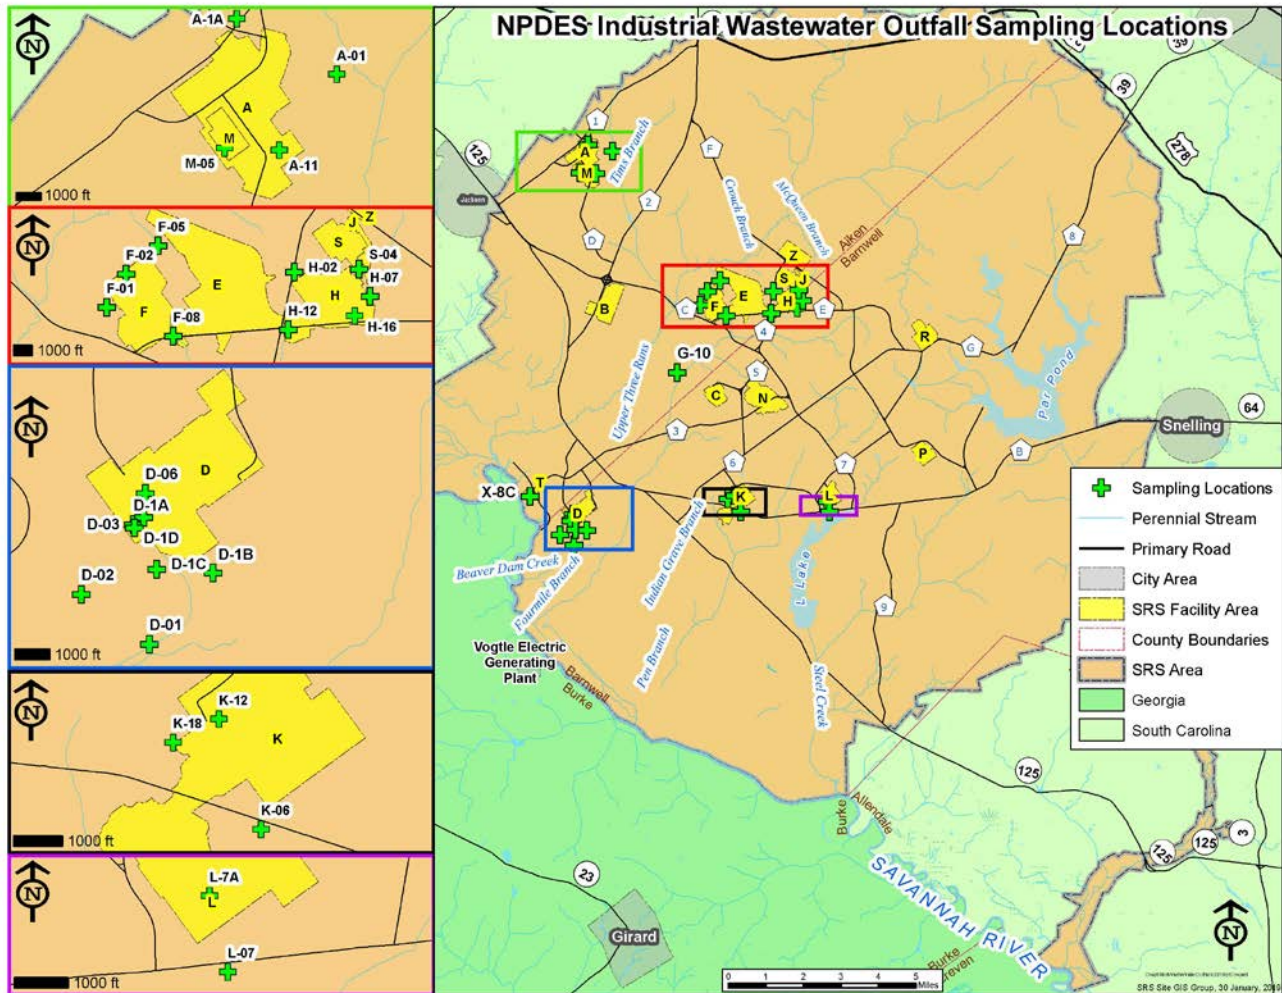 NPDES Industrial Wastewater Outfall Sampling Locations
N
A-1A
A-01
A
M
M-05
A-11
1000 ft
N
F-05
F-02
F-01
F
F-08
E
H-02
H-12
H
J
Z
S
S-04
H-07
H-16
1000 ft
N
D
D-06
D-1A
D-03
D-1D
D-1C
D-1B
D-02
D-01
1000 ft
N
K-12
K-18
K
K-06
1000 ft
N
L-7A
L
L-07
1000 ft
125
Jackson
1
A
M
Tims Branch
2
D
F
Crouch Branch
McQueen Branch
Aiken
Barnwell
39
39
278
8
Z
S
J
E
F
H
C
E
4
B
G-10
5
C
N
R
G
Par Pond
Upper Three Runs
3
6
7
P
B
Snelling
64
X-8C
T
D
K
L
Beaver Dam Creek
Fourmile Branch
Indian Grave Branch
Pen Branch
L Lake
Steel Creek
9
Vogtle Electric
Generating
Plant
Barnwell
Burke
Sampling Locations
Perennial Stream
Primary Road
City Area
SRS Facility Area
County Boundaries
SRS Area
Georgia
South Carolina
125
Burke
Allendale
125
125
3
23
Girard
SAVANNAH RIVER
Burke
N
0 1 2 3 4 5
Miles
SRS Site GIS Group, 30 January,